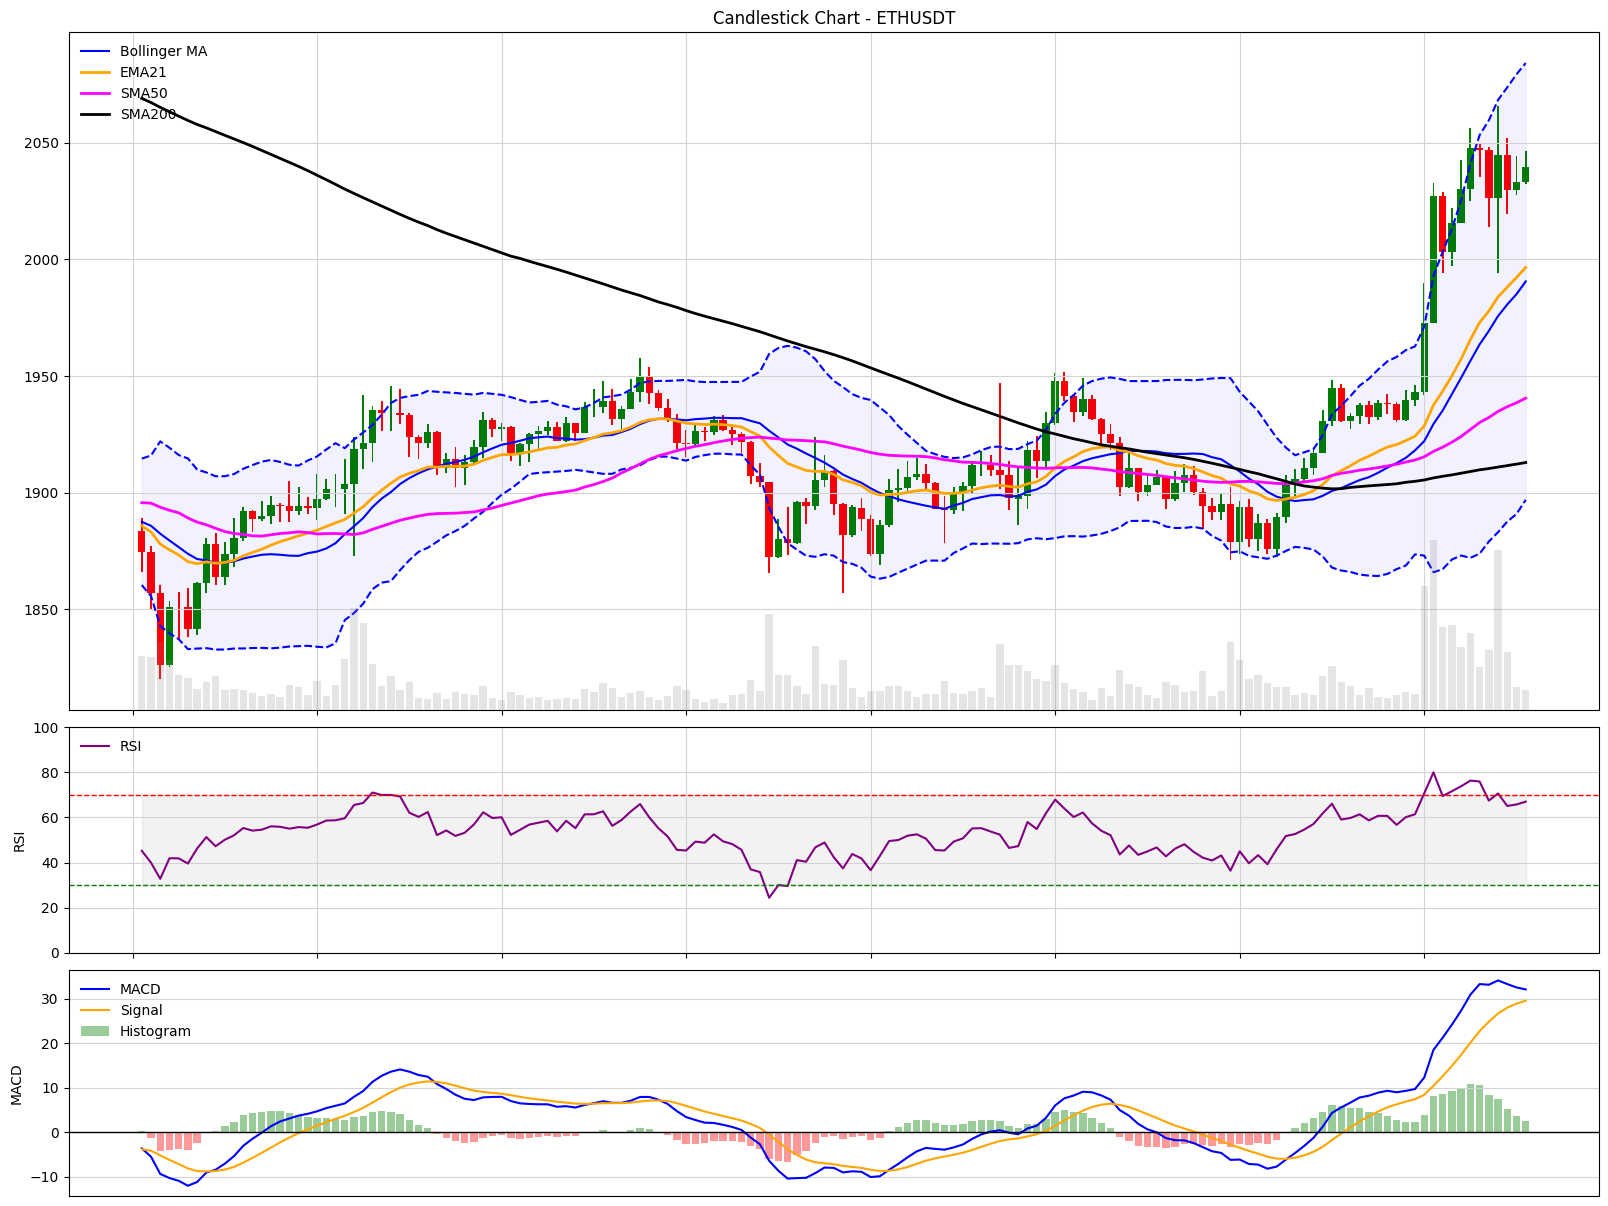 Candlestick Chart - ETHUSDT
Bollinger MA
EMA21
SMA50
SMA200
2050
2000
1950
1900
1850
RSI
100
80
60
40
20
0
RSI
MACD
Signal
Histogram
30
20
10
0
−10
MACD